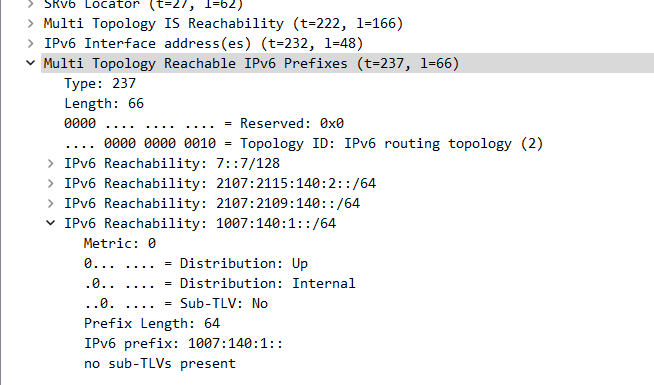 SRv6 Locator (t=27, l=62)
Multi Topology IS Reachability (t=222, l=166)
IPv6 Interface address(es) (t=232, l=48)
Multi Topology Reachable IPv6 Prefixes (t=237, l=66)
Type: 237
Length: 66
0000 .... .... .... = Reserved: 0x0
.... 0000 0000 0010 = Topology ID: IPv6 routing topology (2)
IPv6 Reachability: 7::7/128
IPv6 Reachability: 2107:2115:140:2::/64
IPv6 Reachability: 2107:2109:140::/64
IPv6 Reachability: 1007:140:1::/64
Metric: 0
0... .... = Distribution: Up
.0.. .... = Distribution: Internal
..0. .... = Sub-TLV: No
Prefix Length: 64
IPv6 prefix: 1007:140:1::
no sub-TLVs present